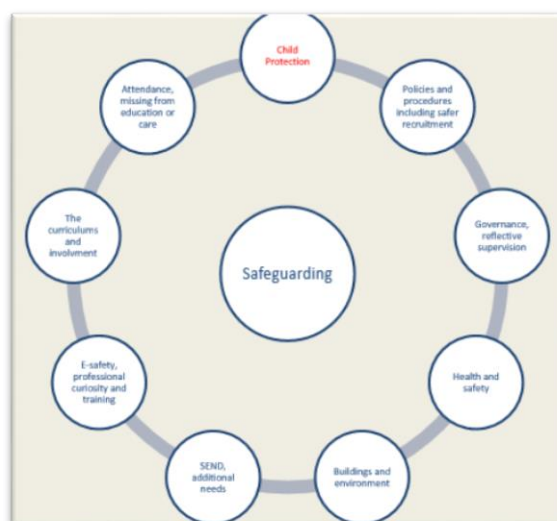 Child
Protection
Policies and
procedures
including safer
recruitment
Governance,
reflective
supervision
Health and
safety
Buildings and
environment
SEND,
additional
needs
E-safety,
professional
curiosity and
training
The
curriculums
and
involvment
Attendance,
missing from
education or
care
Safeguarding